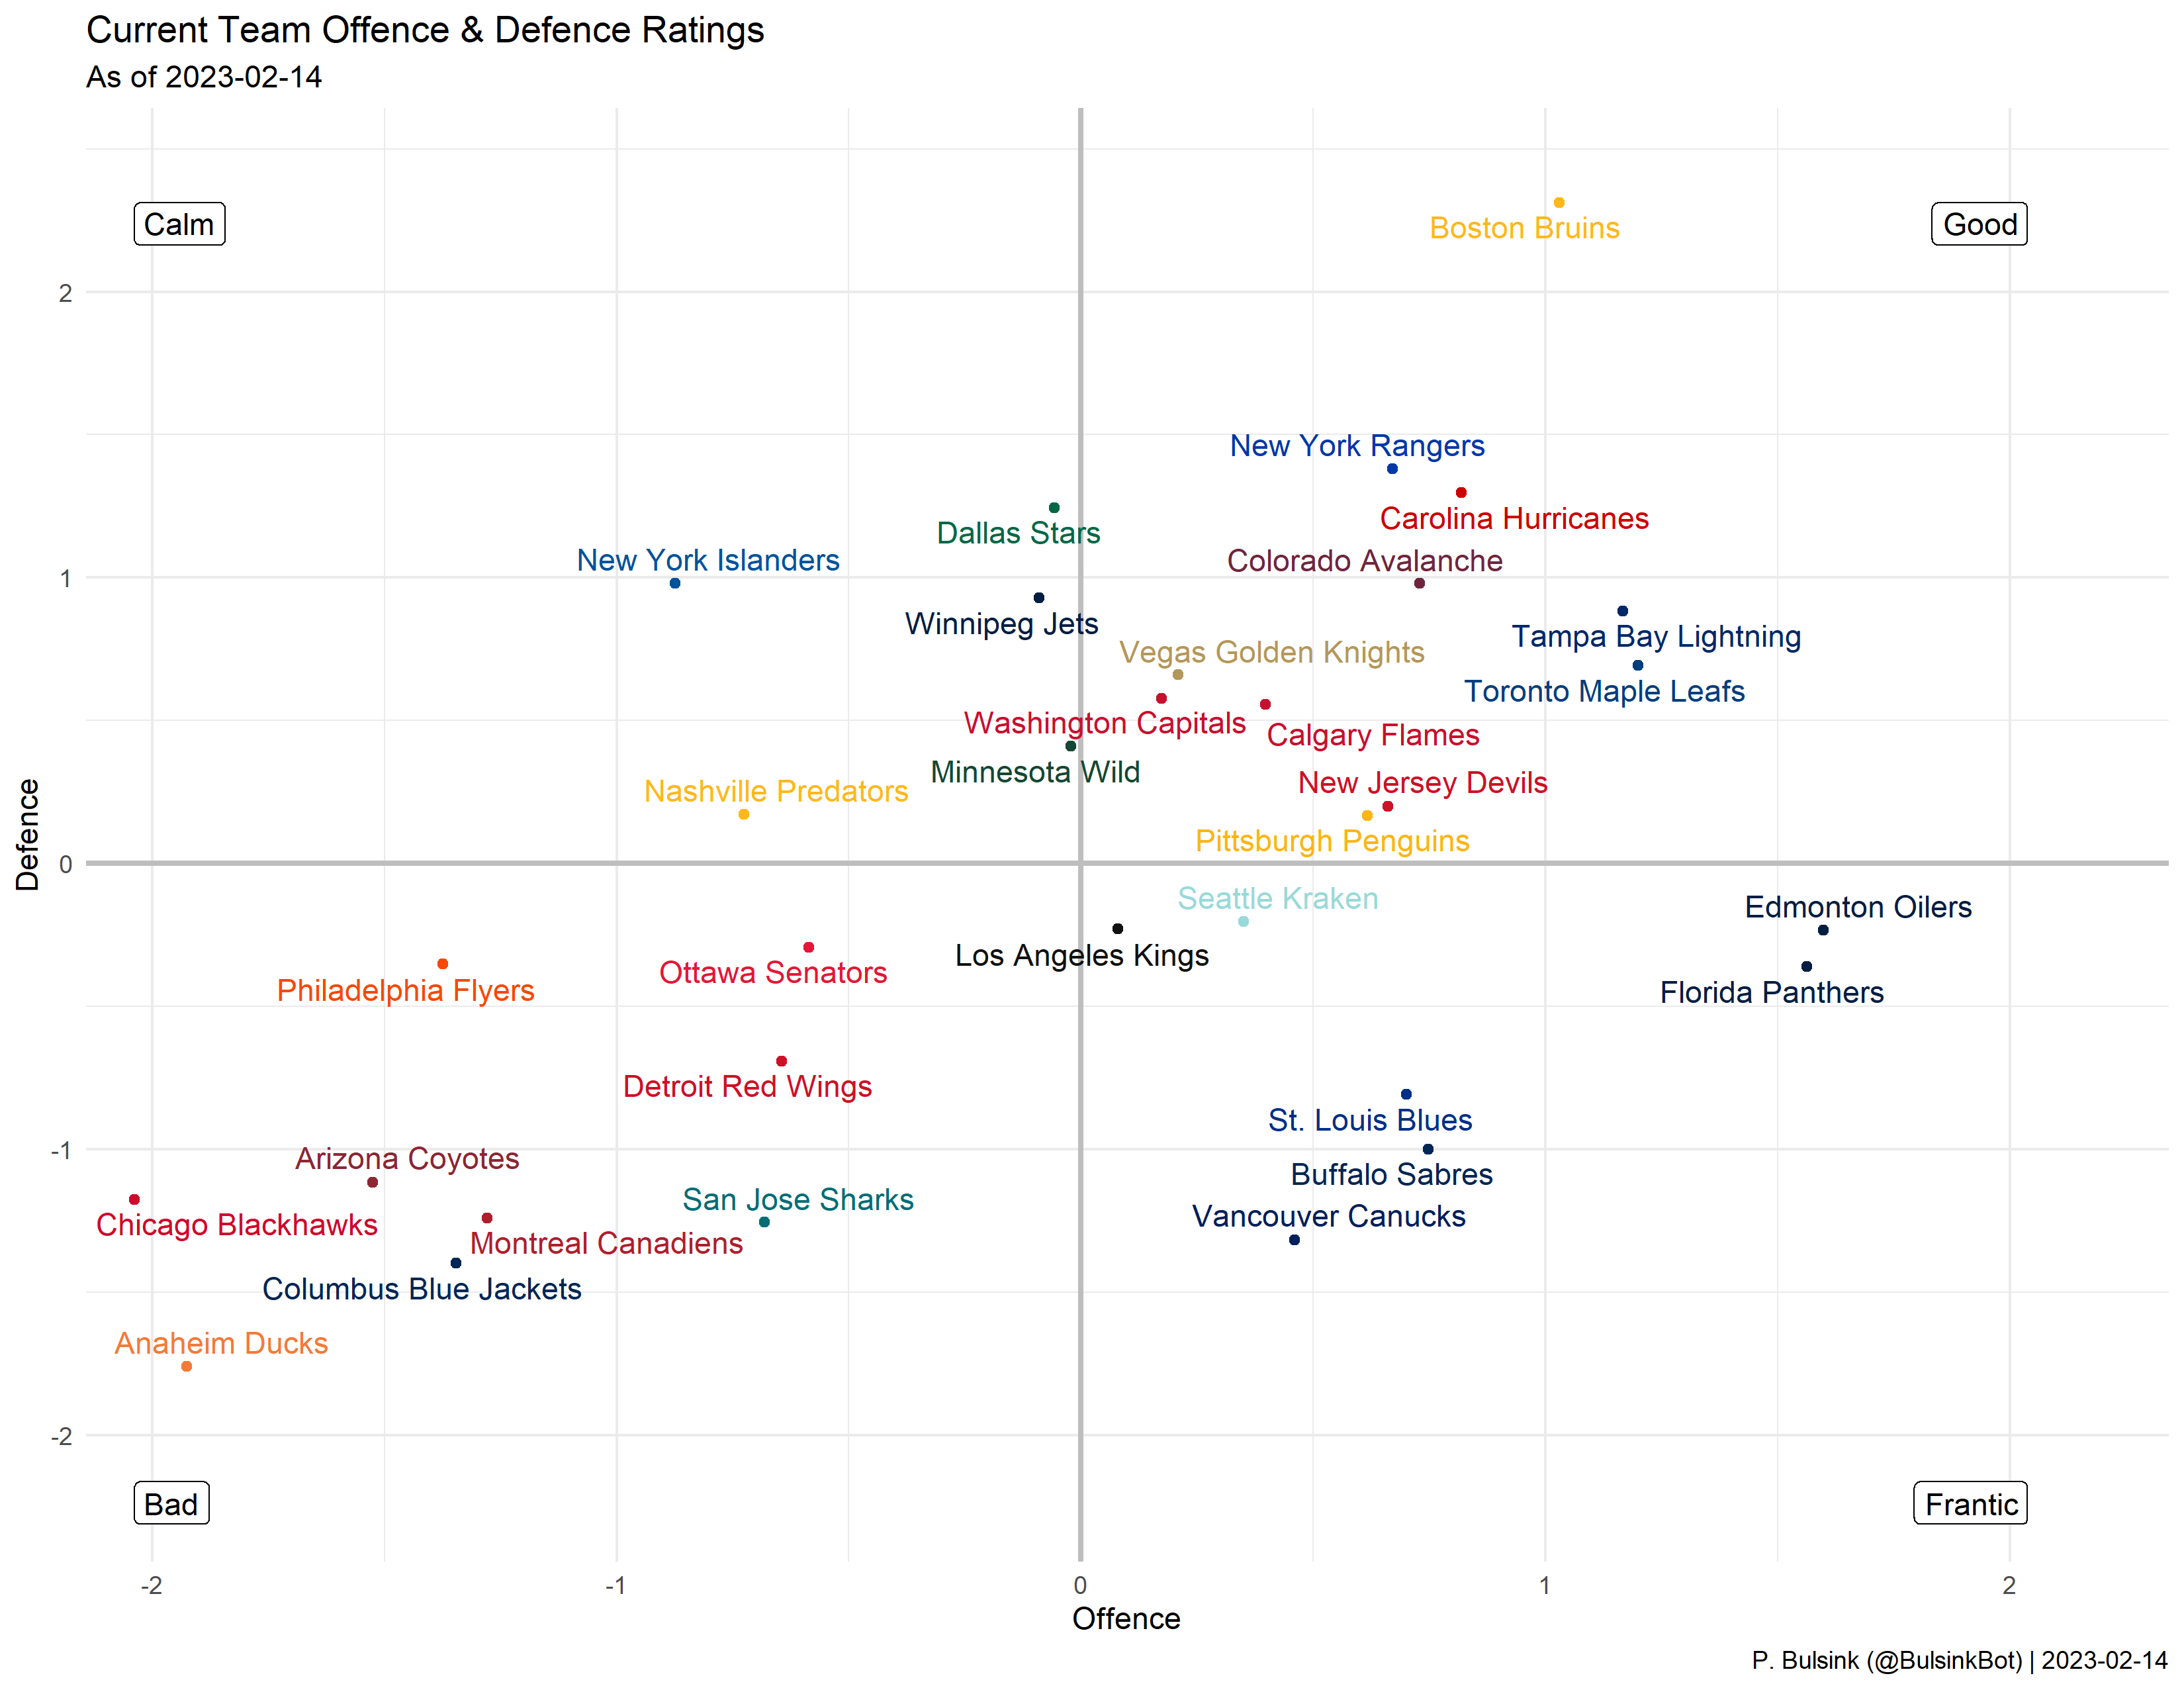 Current Team Offence & Defence Ratings
As of 2023-02-14
Calm
Good
Boston Bruins
2
New York Rangers
Carolina Hurricanes
Dallas Stars
New York Islanders
Colorado Avalanche
1
Winnipeg Jets
Tampa Bay Lightning
Vegas Golden Knights
Toronto Maple Leafs
Washington Capitals
Calgary Flames
Minnesota Wild
New Jersey Devils
Nashville Predators
Pittsburgh Penguins
Defence
0
Seattle Kraken
Edmonton Oilers
Los Angeles Kings
Ottawa Senators
Philadelphia Flyers
Florida Panthers
Detroit Red Wings
St. Louis Blues
-1
Arizona Coyotes
Buffalo Sabres
San Jose Sharks
Vancouver Canucks
Chicago Blackhawks
Montreal Canadiens
Columbus Blue Jackets
Anaheim Ducks
-2
Bad
Frantic
-2
-1
0
1
2
Offence
P. Bulsink (@BulsinkBot) | 2023-02-14